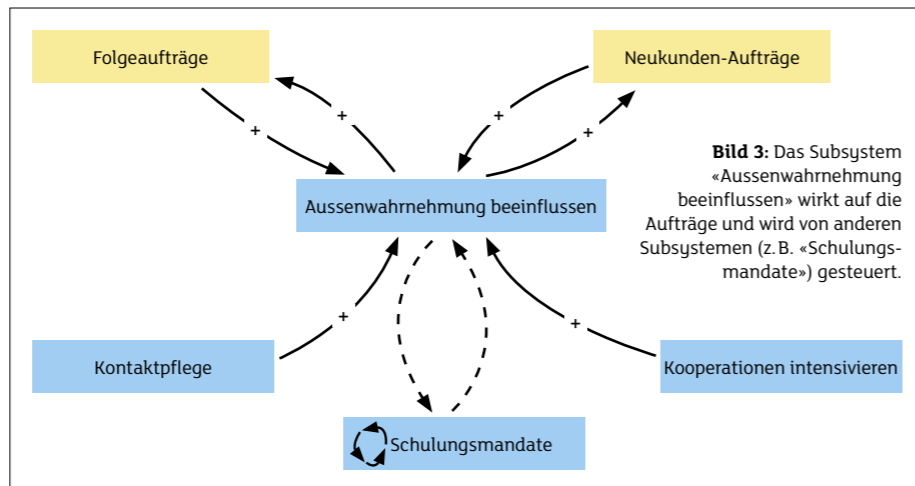 Folgeaufträge
Neukunden-Aufträge
+
+
+
+
Bild 3: Das Subsystem
«Aussenwahrnehmung
beeinflussen» wirkt auf die
Aufträge und wird von anderen
Subsystemen (z. B. «Schulungs-
mandate») gesteuert.
Aussenwahrnehmung beeinflussen
+
+
Kontaktpflege
Kooperationen intensivieren
Schulungsmandate